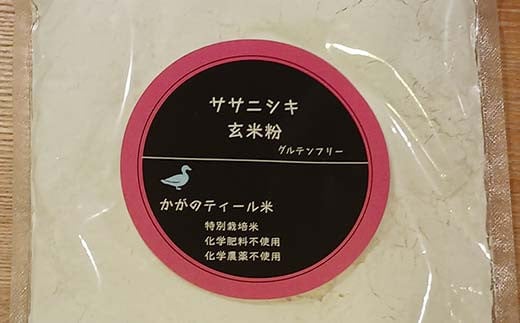 ササニシキ
玄米粉
グルテンフリー
かがのティール米
特別栽培米
化学肥料不使用
化学農薬不使用